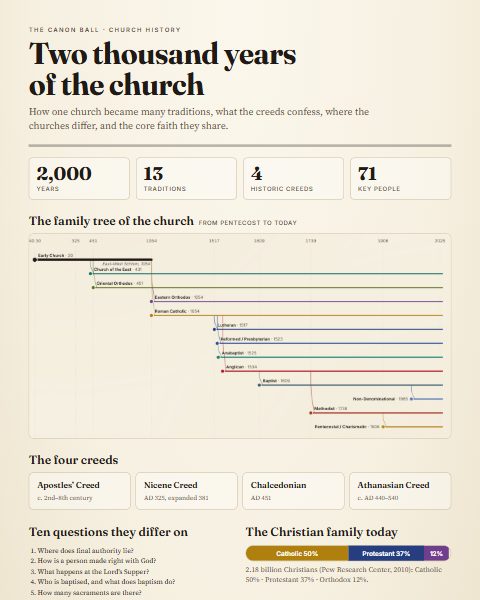 THE CANON BALL · CHURCH HISTORY
Two thousand years
of the church
How one church became many traditions, what the creeds confess, where the
churches differ, and the core faith they share.
2,000
YEARS
13
TRADITIONS
4
HISTORIC CREEDS
71
KEY PEOPLE
The family tree of the church FROM PENTECOST TO TODAY
AD 30 325 451 1054 1517 1609 1738 1906 2025
Early Church · 30
East-West Schism, 1054
Church of the East · 431
Oriental Orthodox · 451
Eastern Orthodox · 1054
Roman Catholic · 1054
Lutheran · 1517
Reformed / Presbyterian · 1523
Anabaptist · 1525
Anglican · 1534
Baptist · 1609
Non-Denominational ·
Methodist · 1738
Pentecostal / Charismatic · 1906
The four creeds
Apostles' Creed
c. 2nd–8th century
Nicene Creed
AD 325, expanded 381
Chalcedonian
AD 451
Athanasian Creed
c. AD 440–540
Ten questions they differ on
1. Where does final authority lie?
2. How is a person made right with God?
3. What happens at the Lord's Supper?
4. Who is baptised, and what does baptism do?
5. How many sacraments are there?
The Christian family today
Catholic 50% Protestant 37% 12%
2.18 billion Christians (Pew Research Center, 2010): Catholic
50% · Protestant 37% · Orthodox 12%.